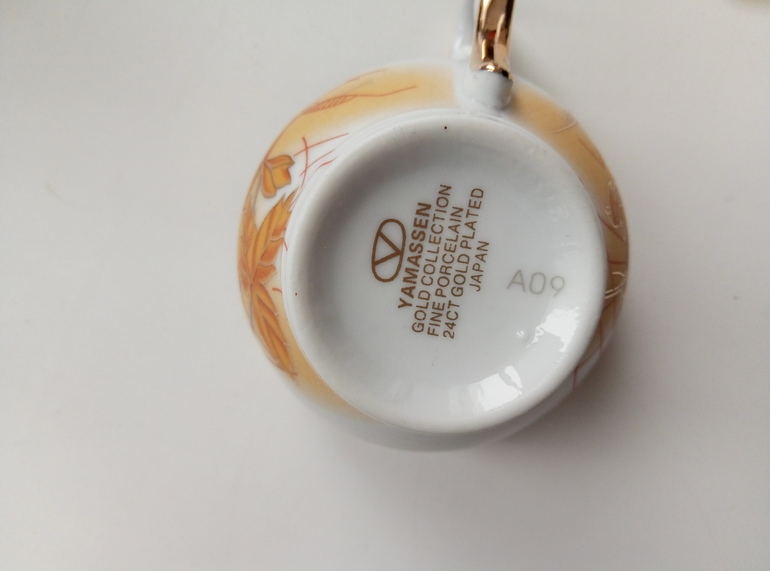 YAMASSEN
GOLD COLLECTION
FINE PORCELAIN
24CT GOLD PLATED
JAPAN
A09